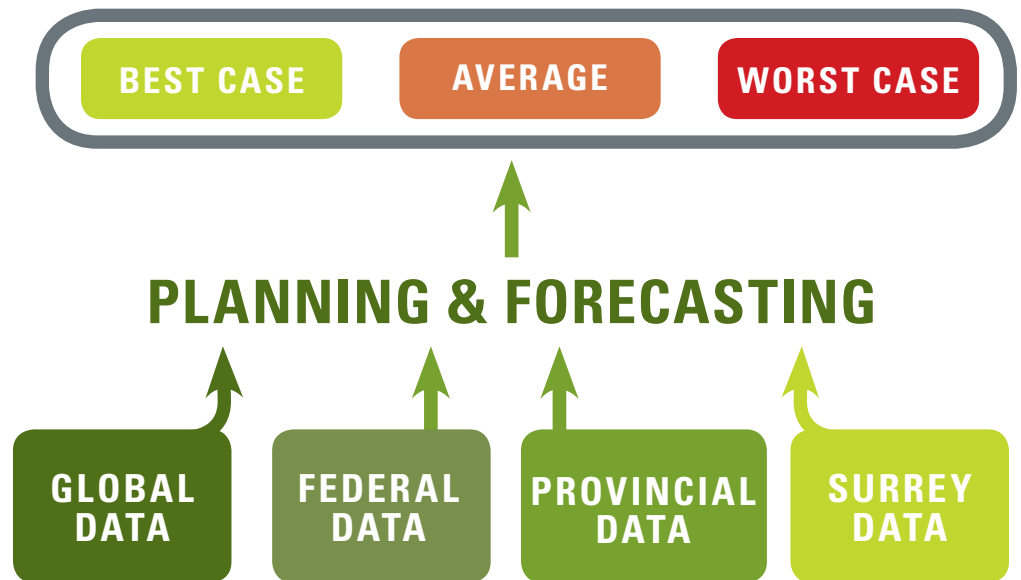 BEST CASE
AVERAGE
WORST CASE
PLANNING & FORECASTING
GLOBAL
DATA
FEDERAL
DATA
PROVINCIAL
DATA
SURREY
DATA